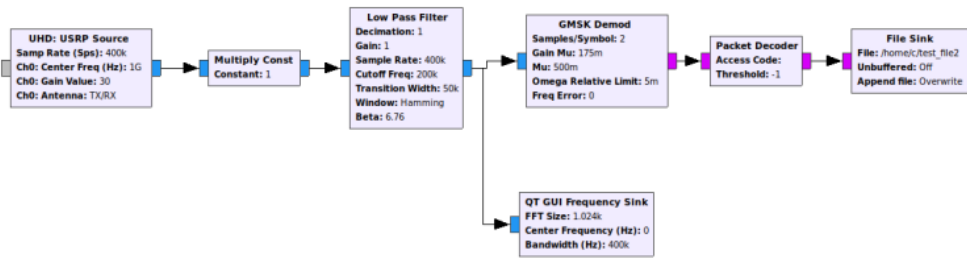 UHD: USRP Source
Samp Rate (Sps): 400k
Ch0: Center Freq (Hz): 1G
Ch0: Gain Value: 30
Ch0: Antenna: TX/RX
Multiply Const
Constant: 1
Low Pass Filter
Decimation: 1
Gain: 1
Sample Rate: 400k
Cutoff Freq: 200k
Transition Width: 50k
Window: Hamming
Beta: 6.76
GMSK Demod
Samples/Symbol: 2
Gain Mu: 175m
Mu: 500m
Omega Relative Limit: 5m
Freq Error: 0
Packet Decoder
Access Code:
Threshold: -1
File Sink
File: /home/c/test_file2
Unbuffered: Off
Append file: Overwrite
QT GUI Frequency Sink
FFT Size: 1.024k
Center Frequency (Hz): 0
Bandwidth (Hz): 400k